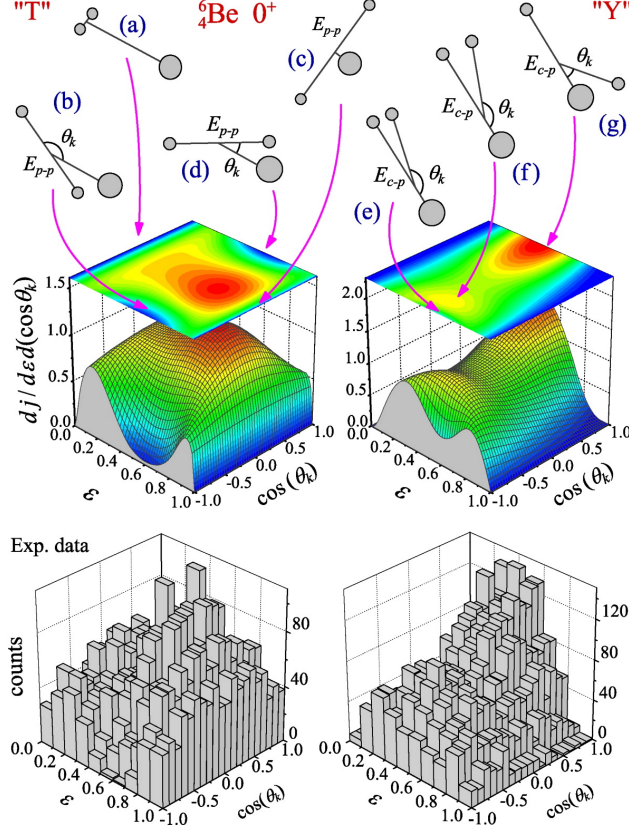 "T"
(a)
⁶₄Be 0⁺
(c)
E_{p-p}
"Y"
(b)
θ_k
E_{p-p}
E_{p-p}
θ_k
(d)
E_{c-p}
θ_k
(e)
E_{c-p}
θ_k
(f)
E_{c-p}
θ_k
(g)
dj/dεd(cosθ_k)
1.5
1.0
0.5
0.0
0.0
0.2
0.4
0.6
0.8
1.0
ε
-1.0
-0.5
0.0
0.5
1.0
cos (θ_k)
2.0
1.5
1.0
0.5
0.0
0.0
0.2
0.4
0.6
0.8
1.0
ε
-1.0
-0.5
0.0
0.5
1.0
cos (θ_k)
Exp. data
counts
80
40
0
0.0
0.2
0.4
0.6
0.8
1.0
ε
-1.0
-0.5
0.0
0.5
1.0
cos(θ_k)
120
80
40
0
0.0
0.2
0.4
0.6
0.8
1.0
ε
-1.0
-0.5
0.0
0.5
1.0
cos(θ_k)